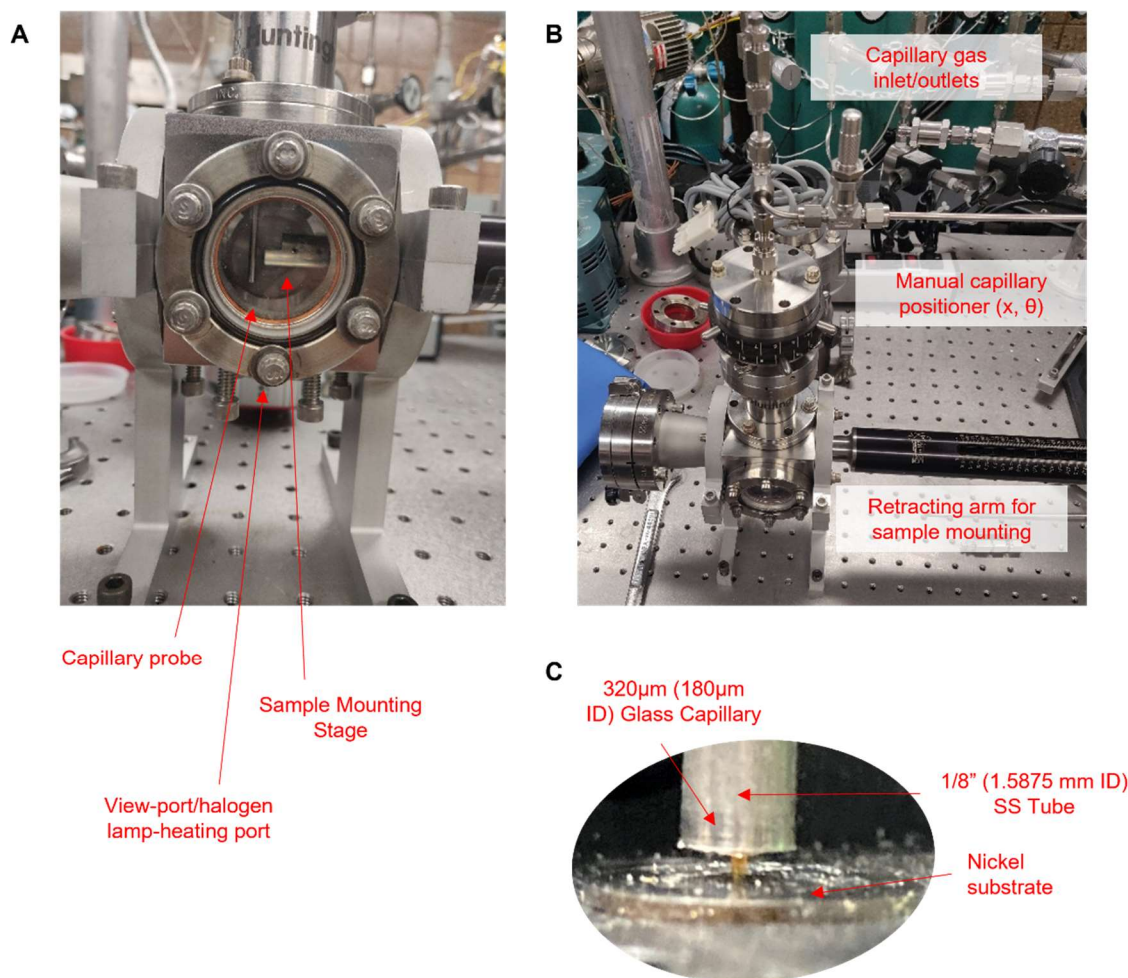 A
Hunting
B
Capillary gas
inlet/outlets
Manual capillary
positioner (x, θ)
Retracting arm for
sample mounting
Capillary probe
Sample Mounting
Stage
View-port/halogen
lamp-heating port
C
320µm (180µm
ID) Glass Capillary
1/8” (1.5875 mm ID)
SS Tube
Nickel
substrate